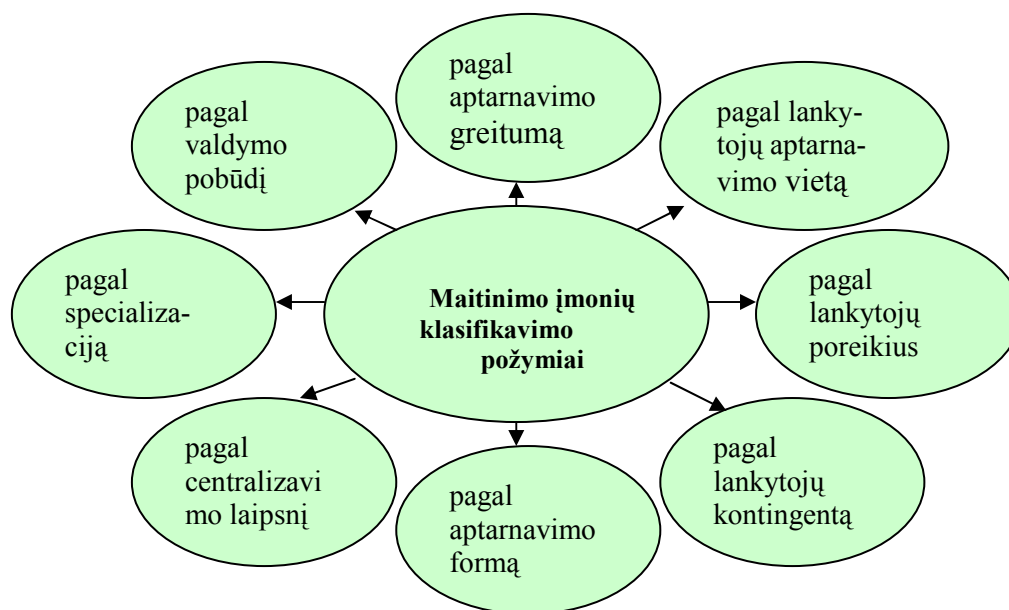 pagal
aptarnavimo
greitumą
pagal lanky-
tojų aptarna-
vimo vietą
pagal
valdymo
pobūdį
pagal
specializa-
ciją
Maitinimo įmonių
klasifikavimo
požymiai
pagal
lankytojų
poreikius
pagal
centralizavi
mo laipsnį
pagal
aptarnavimo
formą
pagal
lankytojų
kontingentą